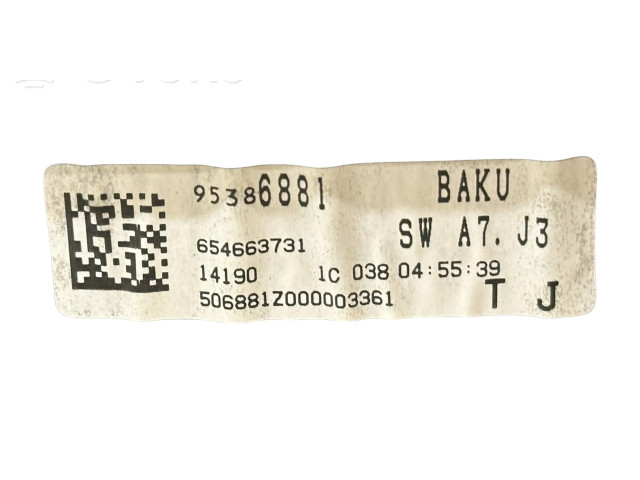 95386881 BAKU
SW A7. J3
654663731
14190 1C 038 04:55:39
506881Z000003361 T J